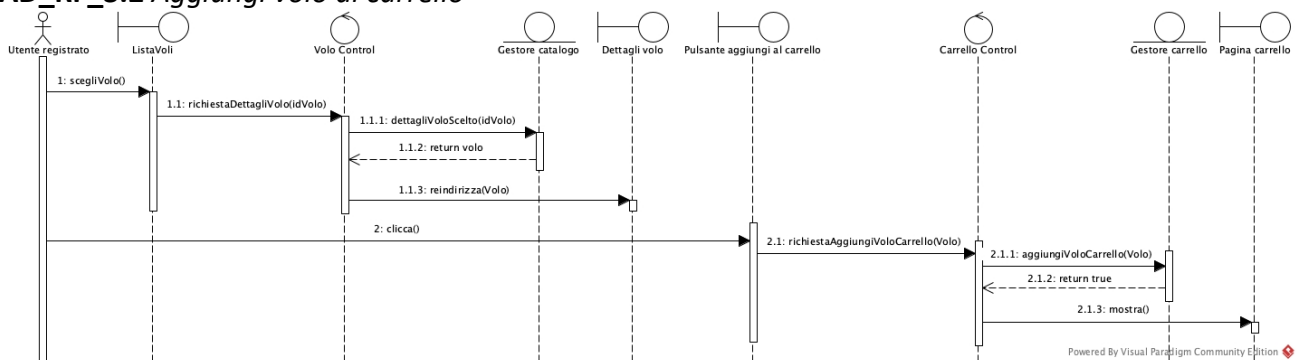 Aggiungi volo al carrello
Utente registrato
ListaVoli
Volo Control
Gestore catalogo
Dettagli volo
Pulsante aggiungi al carrello
Carrello Control
Gestore carrello
Pagina carrello
1: scegliVolo()
1.1: richiestaDettagliVolo(idVolo)
1.1.1: dettagliVoloScelto(idVolo)
1.1.2: return volo
1.1.3: reindirizza(Volo)
2: clicca()
2.1: richiestaAggiungiVoloCarrello(Volo)
2.1.1: aggiungiVoloCarrello(Volo)
2.1.2: return true
2.1.3: mostra()
Powered By Visual Paradigm Community Edition